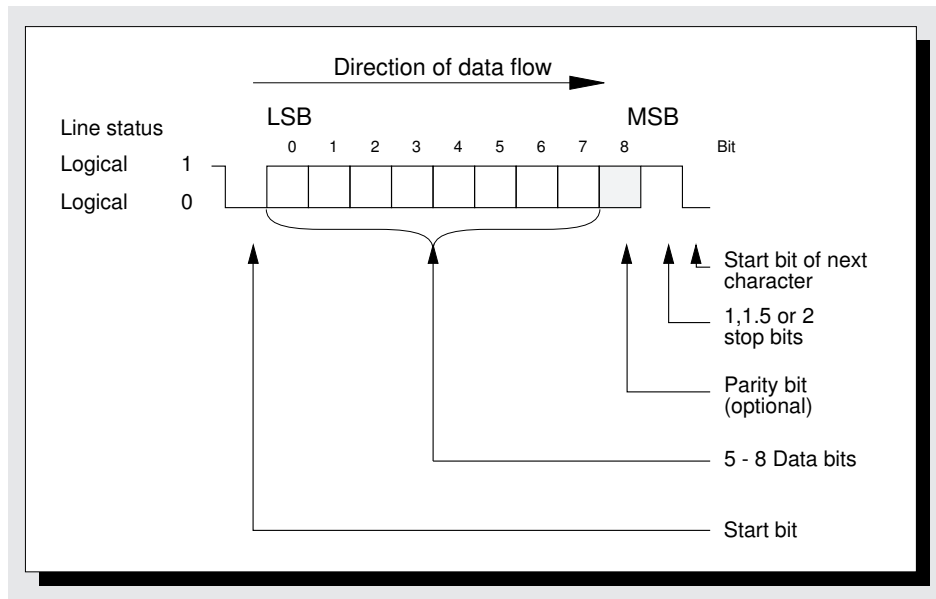 Direction of data flow
LSB MSB
Line status
0 1 2 3 4 5 6 7 8 Bit
Logical 1
Logical 0
Start bit of next
character
1,1.5 or 2
stop bits
Parity bit
(optional)
5 - 8 Data bits
Start bit